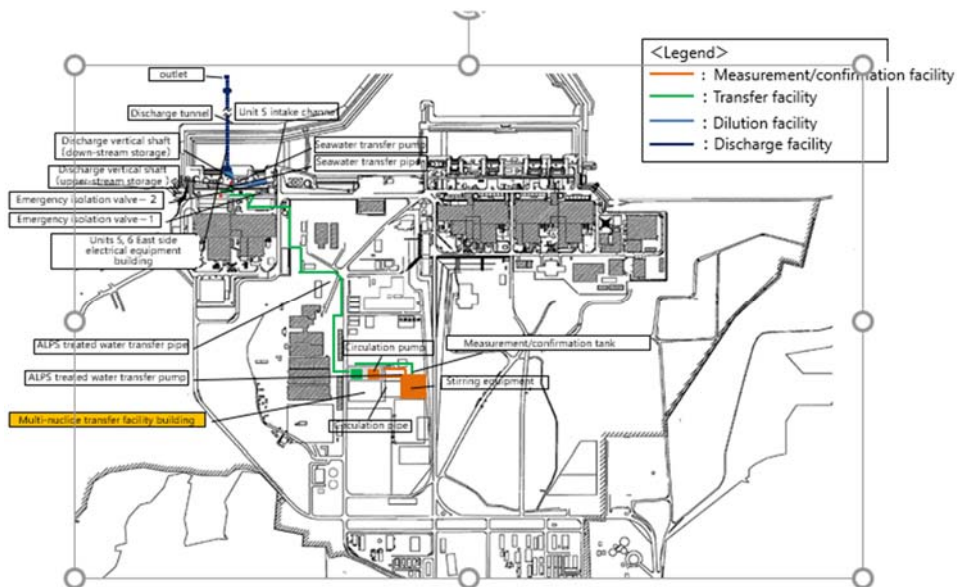 <Legend>
: Measurement/confirmation facility
: Transfer facility
: Dilution facility
: Discharge facility
outlet
Discharge tunnel
Unit 5 intake channel
Discharge vertical shaft
(down-stream storage)
Seawater transfer pump
Seawater transfer pipe
Discharge vertical shaft
(upper-stream storage )
Emergency isolation valve－ 2
Emergency isolation valve－1
Units 5, 6 East side
electrical equipment
building
ALPS treated water transfer pipe
Circulation pump
Measurement/confirmation tank
ALPS treated water transfer pump
Stirring equipment
Multi-nuclide transfer facility building
Circulation pipe